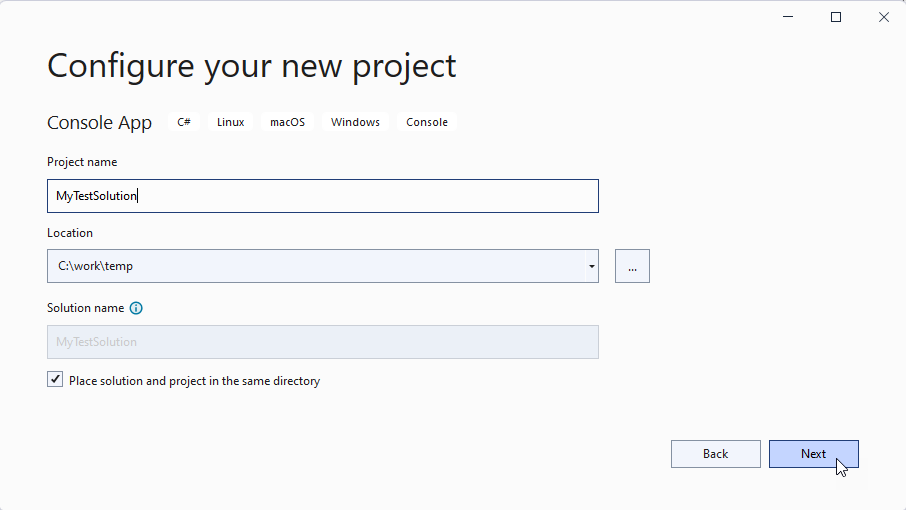 Configure your new project
Console App C# Linux macOS Windows Console
Project name
MyTestSolution
Location
C:\work\temp
...
Solution name
MyTestSolution
Place solution and project in the same directory
Back Next